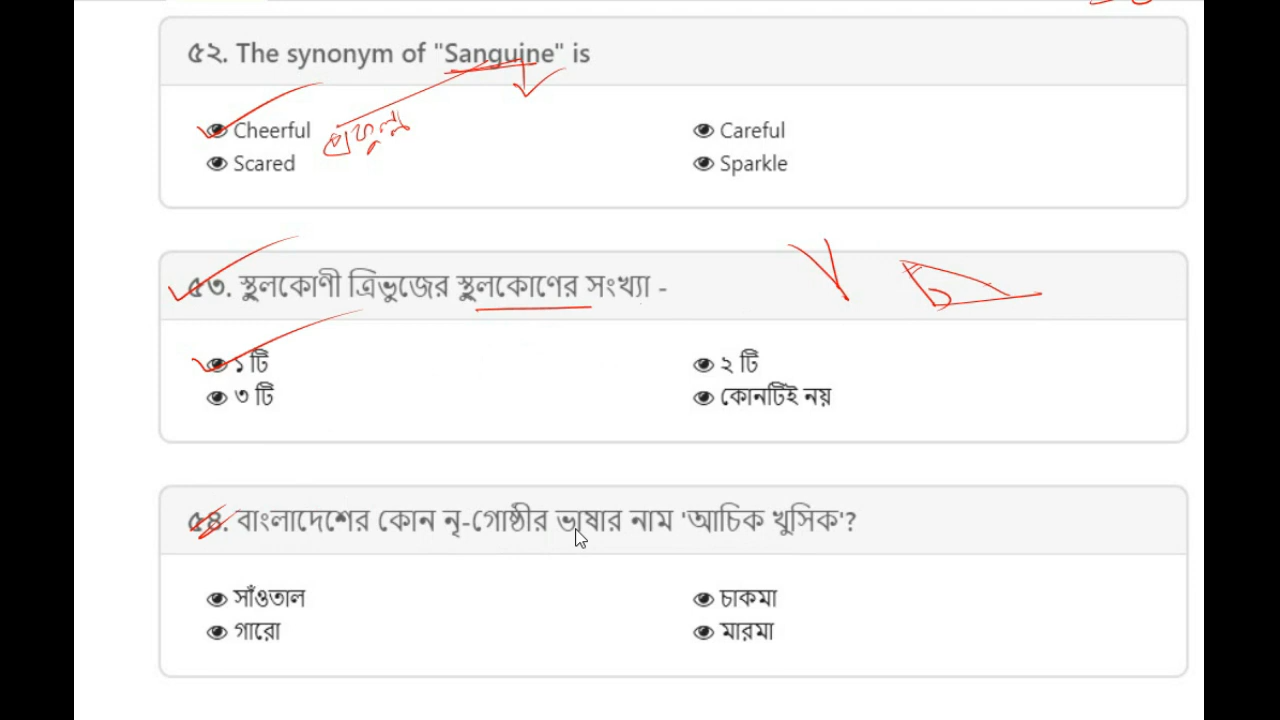 ৫২. The synonym of "Sanguine" is
Cheerful
প্রফুল্ল
Careful
Scared
Sparkle
৫৩. স্থুলকোণী ত্রিভুজের স্থুলকোণের সংখ্যা -
১ টি
২ টি
৩ টি
কোনটিই নয়
৫৪. বাংলাদেশের কোন নৃ-গোষ্ঠীর ভাষার নাম 'আচিক খুসিক'?
সাঁওতাল
চাকমা
গারো
মারমা